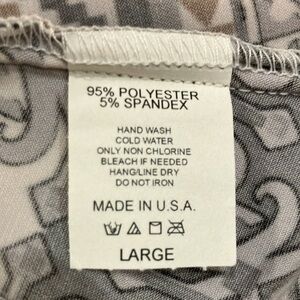 95% POLYESTER
5% SPANDEX
HAND WASH
COLD WATER
ONLY NON CHLORINE
BLEACH IF NEEDED
HANG/LINE DRY
DO NOT IRON
MADE IN U.S.A.
LARGE